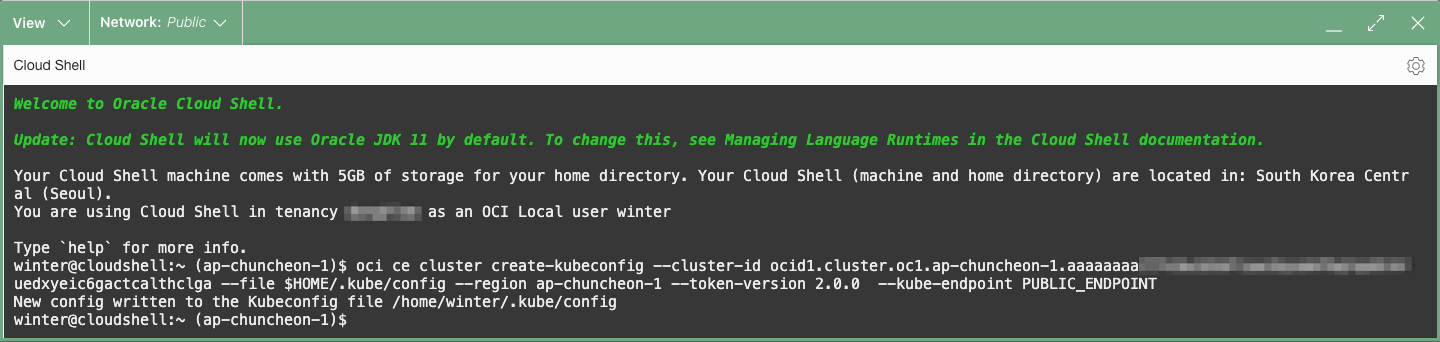 View Network: Public
Cloud Shell
Welcome to Oracle Cloud Shell.
Update: Cloud Shell will now use Oracle JDK 11 by default. To change this, see Managing Language Runtimes in the Cloud Shell documentation.
Your Cloud Shell machine comes with 5GB of storage for your home directory. Your Cloud Shell (machine and home directory) are located in: South Korea Centr
al (Seoul).
You are using Cloud Shell in tenancy as an OCI Local user winter
Type `help` for more info.
winter@cloudshell:~ (ap-chuncheon-1)$ oci ce cluster create-kubeconfig --cluster-id ocid1.cluster.oc1.ap-chuncheon-1.aaaaaaaa
uedxyeic6gactcalthclga --file $HOME/.kube/config --region ap-chuncheon-1 --token-version 2.0.0  --kube-endpoint PUBLIC_ENDPOINT
New config written to the Kubeconfig file /home/winter/.kube/config
winter@cloudshell:~ (ap-chuncheon-1)$